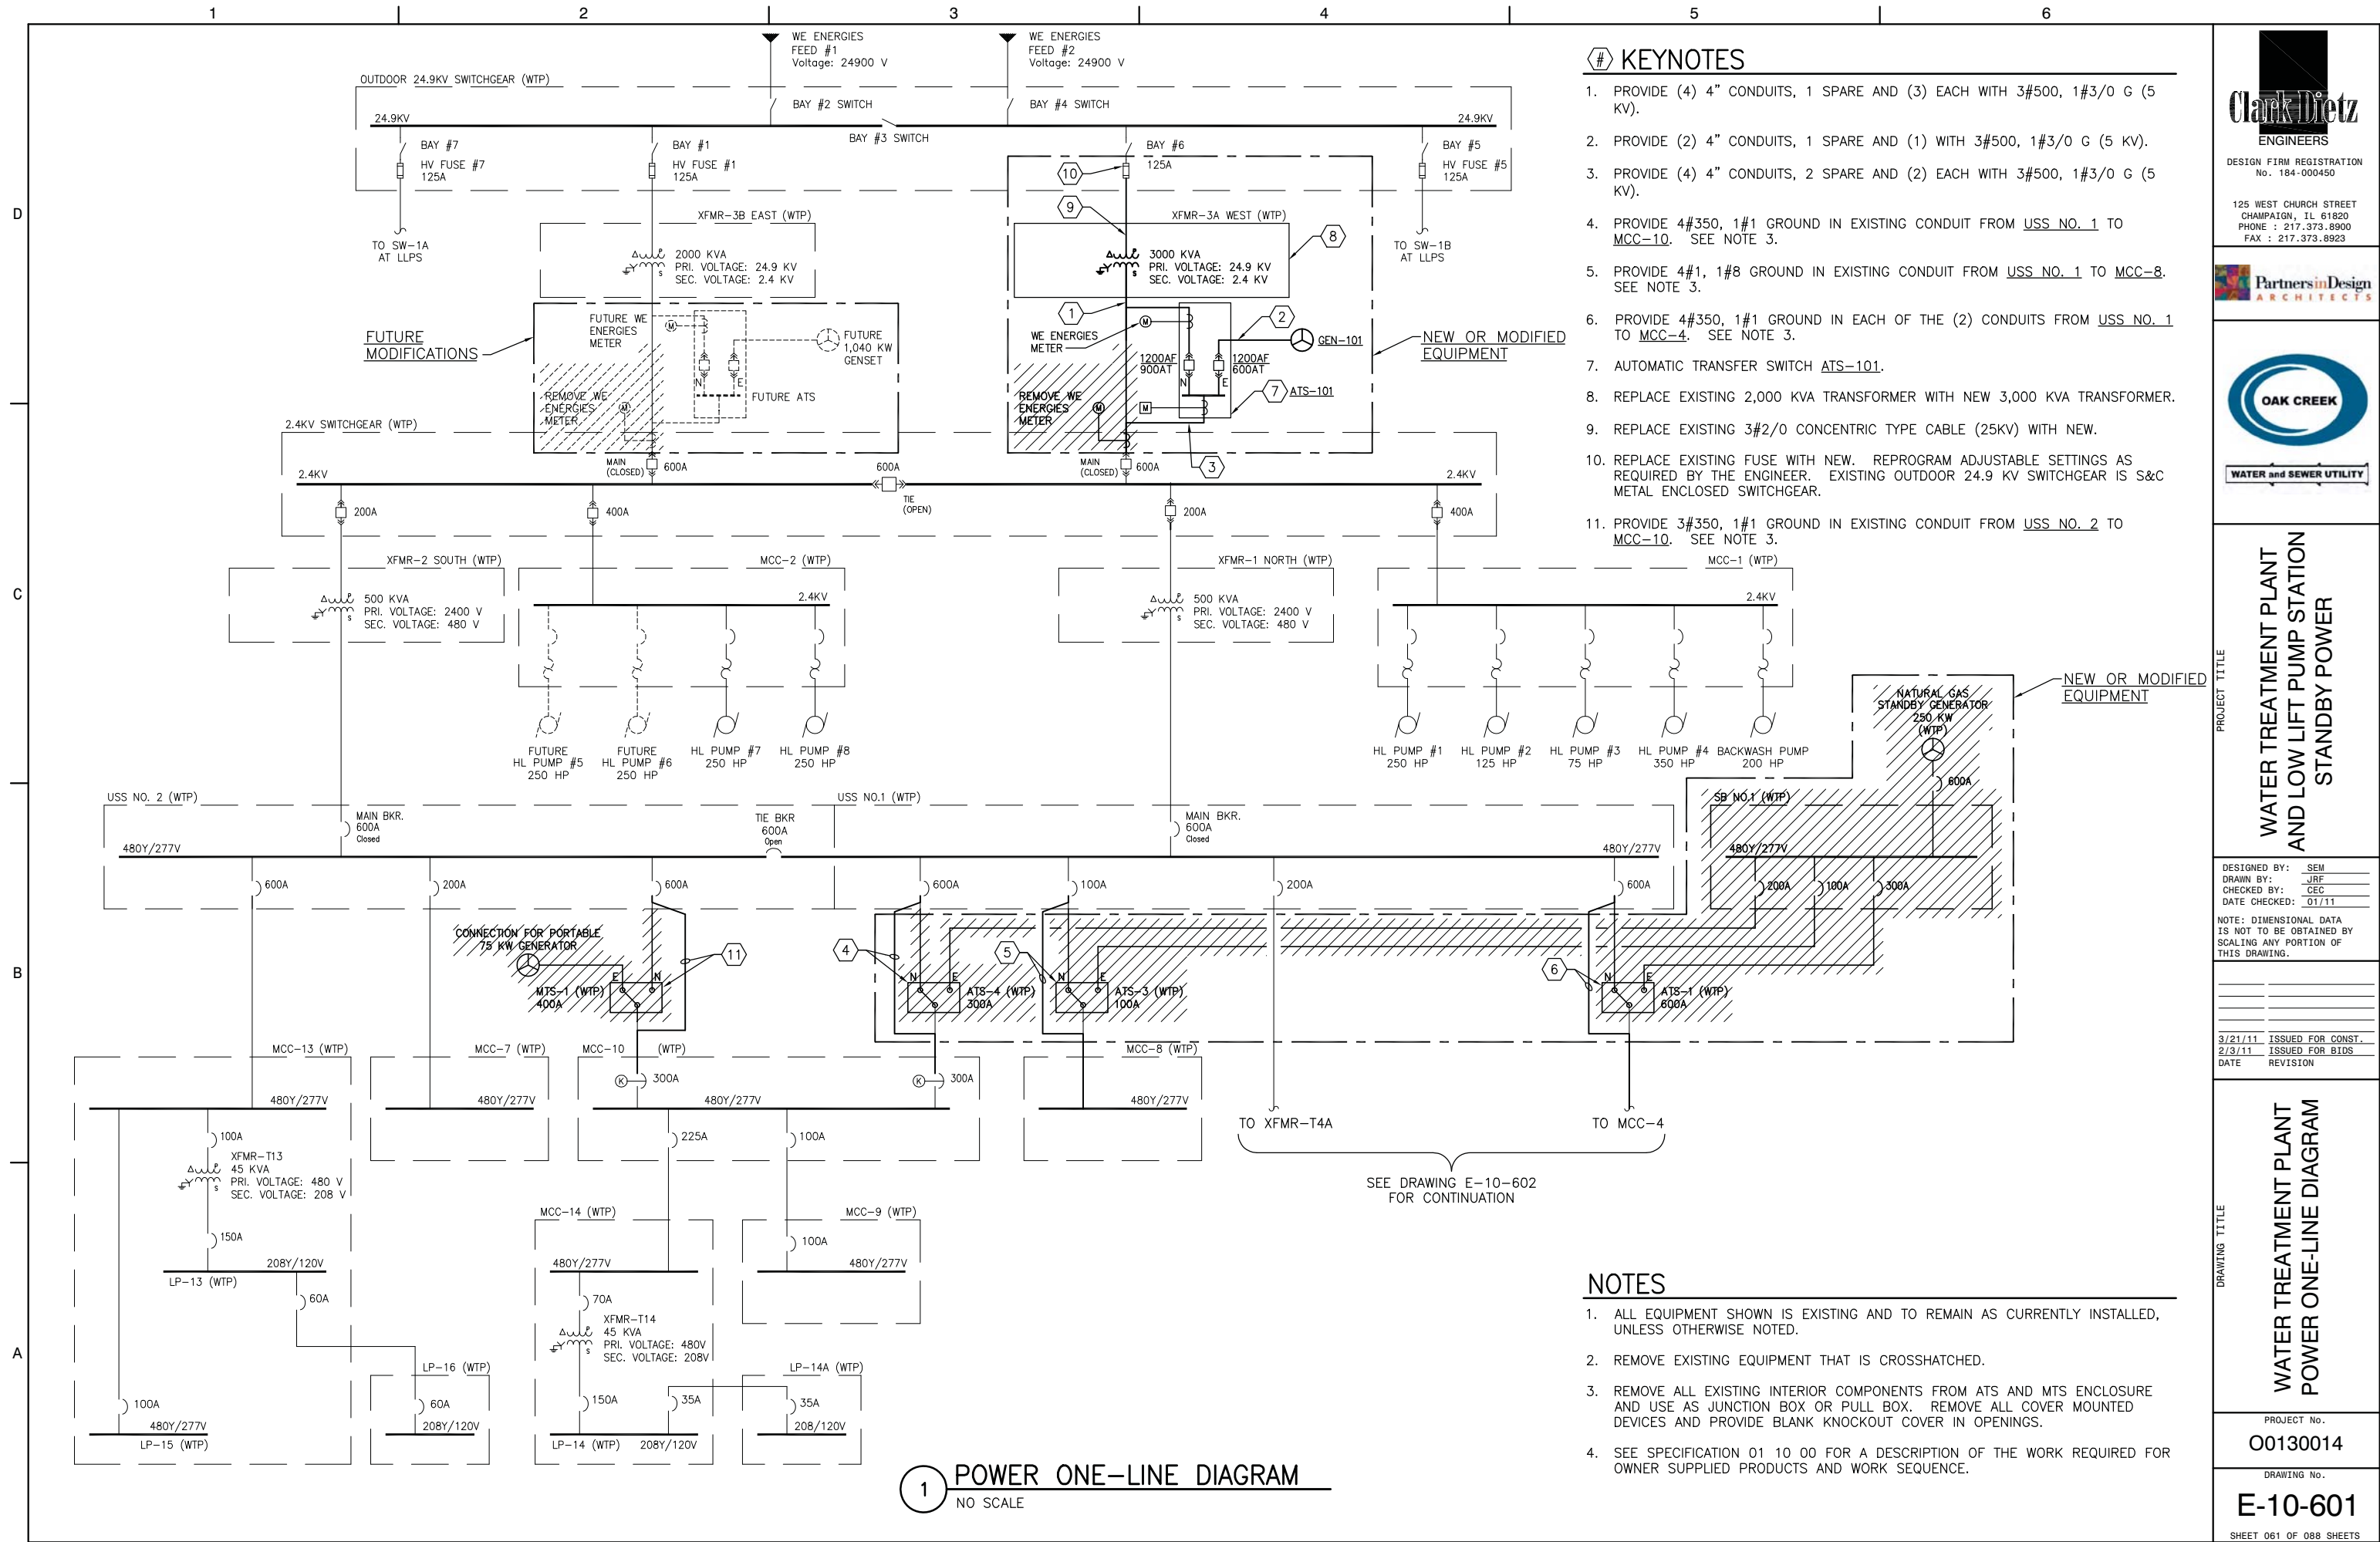 1 2 3 4 5 6
D
C
B
A
WE ENERGIES
FEED #1
Voltage: 24900 V
WE ENERGIES
FEED #2
Voltage: 24900 V
OUTDOOR 24.9KV SWITCHGEAR (WTP)
BAY #2 SWITCH
BAY #4 SWITCH
24.9KV
BAY #3 SWITCH
24.9KV
BAY #7
HV FUSE #7
125A
BAY #1
HV FUSE #1
125A
BAY #6
125A
BAY #5
HV FUSE #5
125A
10
9
TO SW-1A
AT LLPS
XFMR-3B EAST (WTP)
2000 KVA
PRI. VOLTAGE: 24.9 KV
SEC. VOLTAGE: 2.4 KV
XFMR-3A WEST (WTP)
3000 KVA
PRI. VOLTAGE: 24.9 KV
SEC. VOLTAGE: 2.4 KV
8
TO SW-1B
AT LLPS
FUTURE
MODIFICATIONS
FUTURE WE
ENERGIES
METER
M
FUTURE
1,040 KW
GENSET
N E
FUTURE ATS
REMOVE WE
ENERGIES
METER
M
1
WE ENERGIES
METER
M
2
GEN-101
1200AF
900AT
1200AF
600AT
N E
7
ATS-101
REMOVE WE
ENERGIES
METER
M
M
3
NEW OR MODIFIED
EQUIPMENT
2.4KV SWITCHGEAR (WTP)
MAIN
(CLOSED)
600A
600A
MAIN
(CLOSED)
600A
2.4KV
TIE
(OPEN)
2.4KV
200A
400A
200A
400A
XFMR-2 SOUTH (WTP)
500 KVA
PRI. VOLTAGE: 2400 V
SEC. VOLTAGE: 480 V
MCC-2 (WTP)
2.4KV
XFMR-1 NORTH (WTP)
500 KVA
PRI. VOLTAGE: 2400 V
SEC. VOLTAGE: 480 V
MCC-1 (WTP)
2.4KV
FUTURE
HL PUMP #5
250 HP
FUTURE
HL PUMP #6
250 HP
HL PUMP #7
250 HP
HL PUMP #8
250 HP
HL PUMP #1
250 HP
HL PUMP #2
125 HP
HL PUMP #3
75 HP
HL PUMP #4
350 HP
BACKWASH PUMP
200 HP
NATURAL GAS
STANDBY GENERATOR
250 KW
(WTP)
600A
NEW OR MODIFIED
EQUIPMENT
USS NO. 2 (WTP)
MAIN BKR.
600A
Closed
TIE BKR
600A
Open
USS NO.1 (WTP)
MAIN BKR.
600A
Closed
SB NO.1 (WTP)
480Y/277V
480Y/277V
480Y/277V
600A
200A
600A
600A
100A
200A
600A
200A
100A
300A
CONNECTION FOR PORTABLE
75 KW GENERATOR
E N
MTS-1 (WTP)
400A
11
4
N E
ATS-4 (WTP)
300A
5
N E
ATS-3 (WTP)
100A
6
N E
ATS-1 (WTP)
600A
MCC-13 (WTP)
MCC-7 (WTP)
MCC-10 (WTP)
MCC-8 (WTP)
K
300A
K
300A
480Y/277V
480Y/277V
480Y/277V
480Y/277V
TO XFMR-T4A
TO MCC-4
SEE DRAWING E-10-602
FOR CONTINUATION
100A
225A
100A
XFMR-T13
45 KVA
PRI. VOLTAGE: 480 V
SEC. VOLTAGE: 208 V
150A
208Y/120V
LP-13 (WTP)
60A
MCC-14 (WTP)
480Y/277V
70A
XFMR-T14
45 KVA
PRI. VOLTAGE: 480V
SEC. VOLTAGE: 208V
MCC-9 (WTP)
100A
480Y/277V
LP-16 (WTP)
LP-14A (WTP)
100A
60A
150A
35A
35A
480Y/277V
208Y/120V
208/120V
LP-15 (WTP)
LP-14 (WTP) 208Y/120V
1
POWER ONE-LINE DIAGRAM
NO SCALE
# KEYNOTES
1. PROVIDE (4) 4" CONDUITS, 1 SPARE AND (3) EACH WITH 3#500, 1#3/0 G (5
KV).
2. PROVIDE (2) 4" CONDUITS, 1 SPARE AND (1) WITH 3#500, 1#3/0 G (5 KV).
3. PROVIDE (4) 4" CONDUITS, 2 SPARE AND (2) EACH WITH 3#500, 1#3/0 G (5
KV).
4. PROVIDE 4#350, 1#1 GROUND IN EXISTING CONDUIT FROM USS NO. 1 TO
MCC-10. SEE NOTE 3.
5. PROVIDE 4#1, 1#8 GROUND IN EXISTING CONDUIT FROM USS NO. 1 TO MCC-8.
SEE NOTE 3.
6. PROVIDE 4#350, 1#1 GROUND IN EACH OF THE (2) CONDUITS FROM USS NO. 1
TO MCC-4. SEE NOTE 3.
7. AUTOMATIC TRANSFER SWITCH ATS-101.
8. REPLACE EXISTING 2,000 KVA TRANSFORMER WITH NEW 3,000 KVA TRANSFORMER.
9. REPLACE EXISTING 3#2/0 CONCENTRIC TYPE CABLE (25KV) WITH NEW.
10. REPLACE EXISTING FUSE WITH NEW. REPROGRAM ADJUSTABLE SETTINGS AS
REQUIRED BY THE ENGINEER. EXISTING OUTDOOR 24.9 KV SWITCHGEAR IS S&C
METAL ENCLOSED SWITCHGEAR.
11. PROVIDE 3#350, 1#1 GROUND IN EXISTING CONDUIT FROM USS NO. 2 TO
MCC-10. SEE NOTE 3.
NOTES
1. ALL EQUIPMENT SHOWN IS EXISTING AND TO REMAIN AS CURRENTLY INSTALLED,
UNLESS OTHERWISE NOTED.
2. REMOVE EXISTING EQUIPMENT THAT IS CROSSHATCHED.
3. REMOVE ALL EXISTING INTERIOR COMPONENTS FROM ATS AND MTS ENCLOSURE
AND USE AS JUNCTION BOX OR PULL BOX. REMOVE ALL COVER MOUNTED
DEVICES AND PROVIDE BLANK KNOCKOUT COVER IN OPENINGS.
4. SEE SPECIFICATION 01 10 00 FOR A DESCRIPTION OF THE WORK REQUIRED FOR
OWNER SUPPLIED PRODUCTS AND WORK SEQUENCE.
Clark Dietz
ENGINEERS
DESIGN FIRM REGISTRATION
No. 184-000450
125 WEST CHURCH STREET
CHAMPAIGN, IL 61820
PHONE : 217.373.8900
FAX : 217.373.8923
Partners in Design
ARCHITECTS
OAK CREEK
WATER and SEWER UTILITY
PROJECT TITLE
WATER TREATMENT PLANT
AND LOW LIFT PUMP STATION
STANDBY POWER
DESIGNED BY: SEM
DRAWN BY: JRF
CHECKED BY: CEC
DATE CHECKED: 01/11
NOTE: DIMENSIONAL DATA
IS NOT TO BE OBTAINED BY
SCALING ANY PORTION OF
THIS DRAWING.
3/21/11 ISSUED FOR CONST.
2/3/11 ISSUED FOR BIDS
DATE REVISION
DRAWING TITLE
WATER TREATMENT PLANT
POWER ONE-LINE DIAGRAM
PROJECT No.
O0130014
DRAWING No.
E-10-601
SHEET 061 OF 088 SHEETS